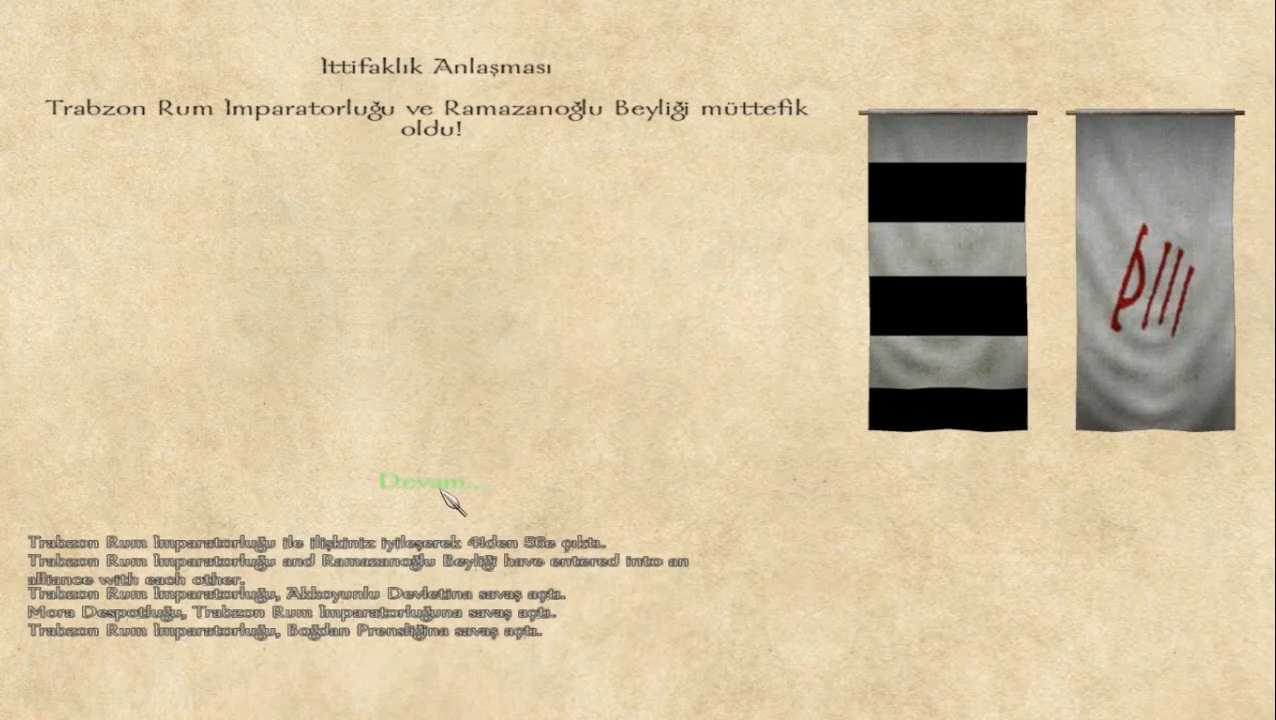 İttifaklık Anlaşması
Trabzon Rum İmparatorluğu ve Ramazanoğlu Beyliği müttefik
oldu!
Devam...
Trabzon Rum İmparatorluğu ile ilişkiniz iyileşerek 41den 58e çıktı.
Trabzon Rum İmparatorluğu and Ramazanoğlu Beyliği have entered into an
alliance with each other.
Trabzon Rum İmparatorluğu, Akkoyunlu Devletina savaş açtı.
Mora Despotluğu, Trabzon Rum İmparatorluğuna savaş açtı.
Trabzon Rum İmparatorluğu, Boğdan Prensliğina savaş açtı.